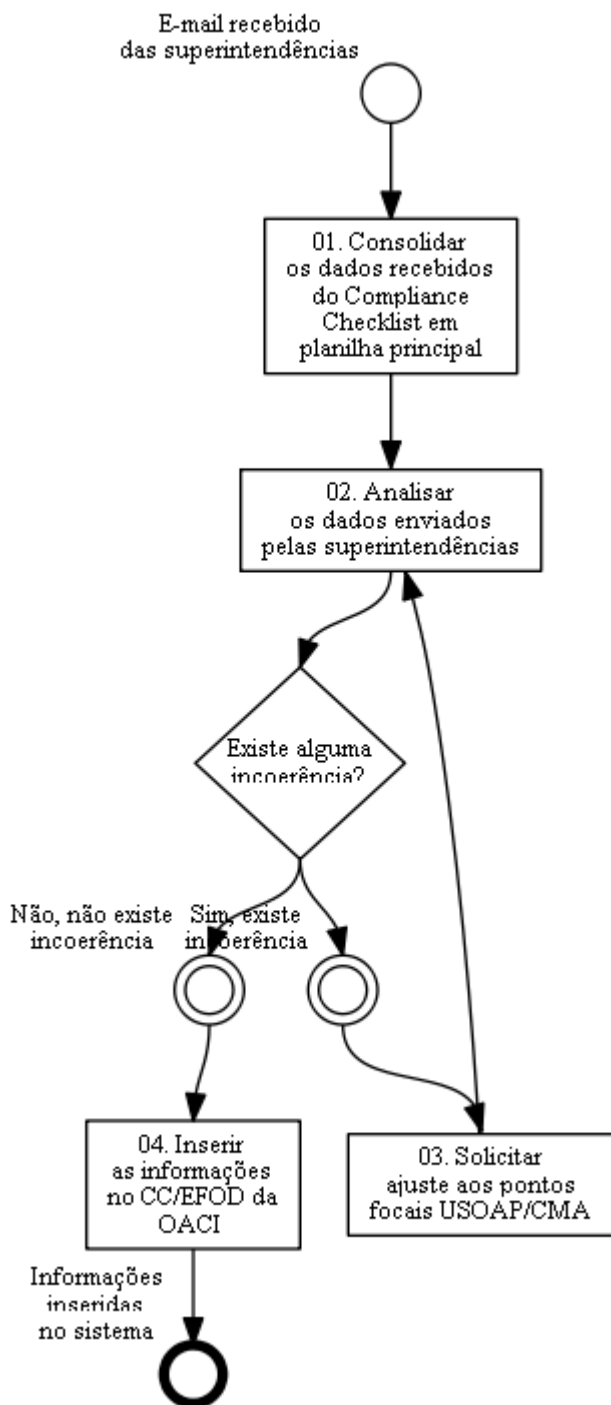 E-mail recebido
das superintendências
01. Consolidar
os dados recebidos
do Compliance
Checklist em
planilha principal
02. Analisar
os dados enviados
pelas superintendências
Existe alguma
incoerência?
Não, não existe
incoerência
Sim, existe
incoerência
04. Inserir
as informações
no CC/EFOD da
OACI
03. Solicitar
ajuste aos pontos
focais USOAP/CMA
Informações
inseridas
no sistema